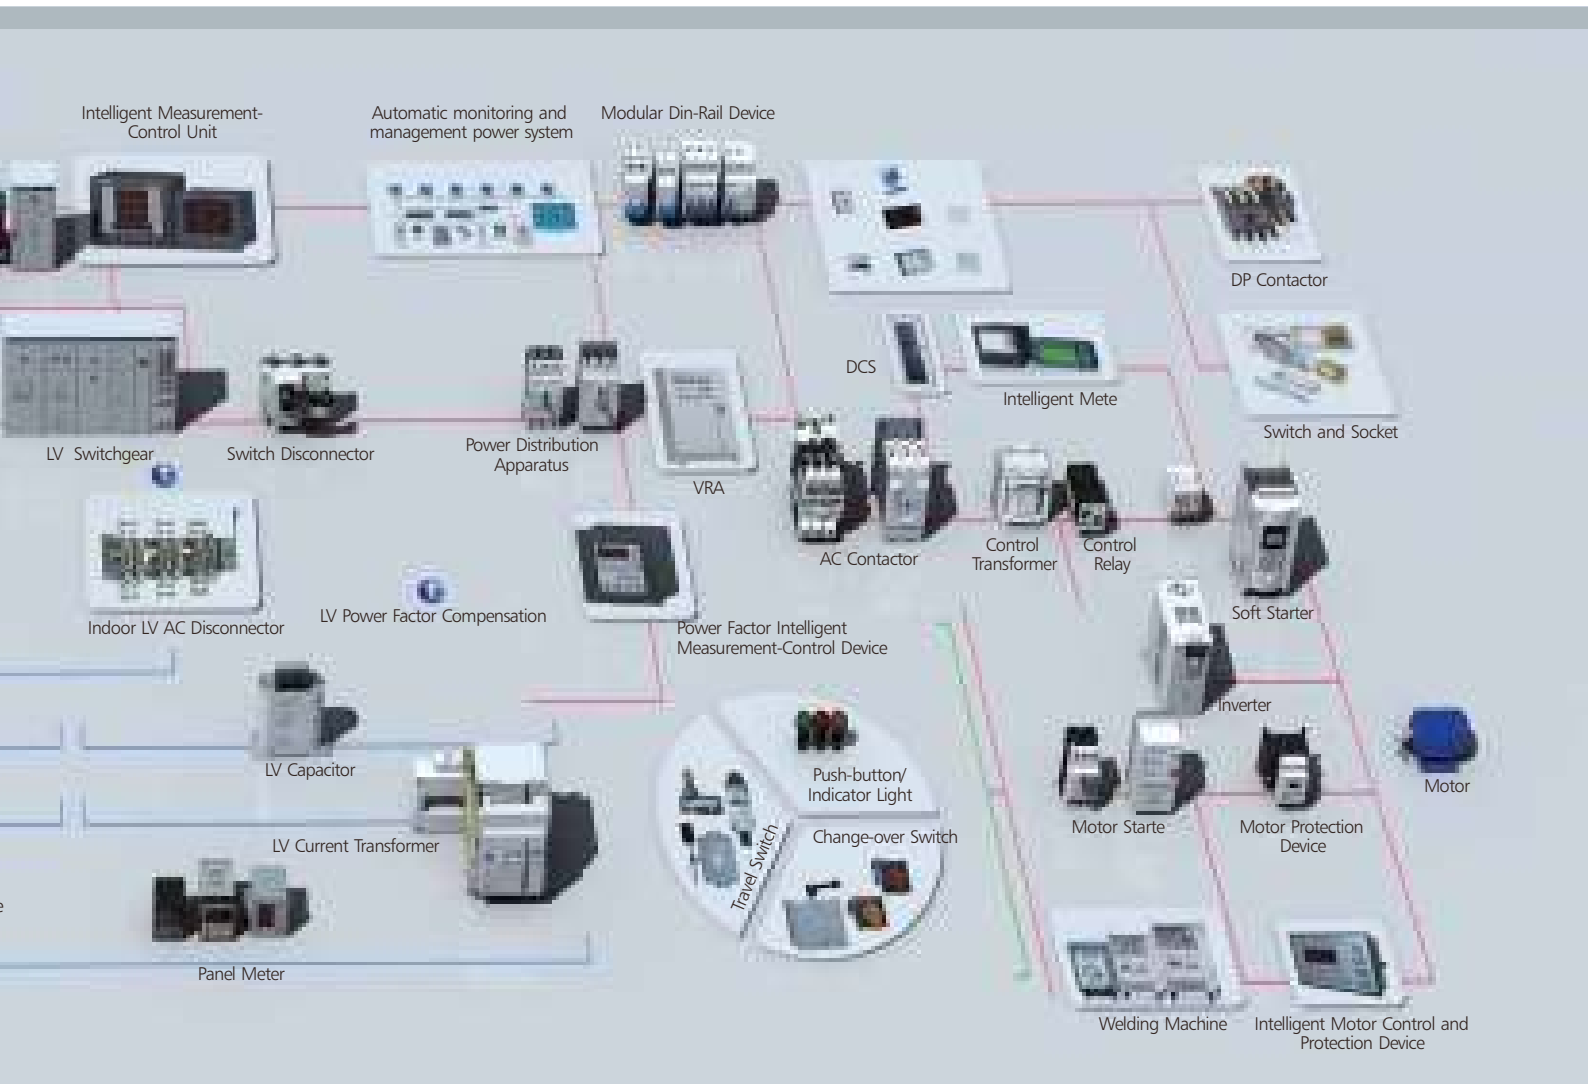 Intelligent Measurement-
Control Unit
Automatic monitoring and
management power system
Modular Din-Rail Device
DP Contactor
DCS
Intelligent Mete
Switch and Socket
LV Switchgear
Switch Disconnector
Power Distribution
Apparatus
VRA
AC Contactor
Control
Transformer
Control
Relay
Soft Starter
Indoor LV AC Disconnector
LV Power Factor Compensation
Power Factor Intelligent
Measurement-Control Device
Inverter
LV Capacitor
Push-button/
Indicator Light
Motor
Motor Starte
Motor Protection
Device
LV Current Transformer
Change-over Switch
Travel Switch
e
Panel Meter
Welding Machine
Intelligent Motor Control and
Protection Device